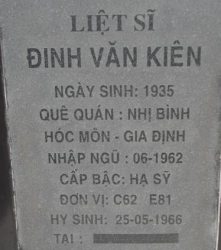 LIỆT SĨ
ĐINH VĂN KIÊN
NGÀY SINH: 1935
QUÊ QUÁN : NHỊ BÌNH
HÓC MÔN - GIA ĐỊNH
NHẬP NGŨ : 06-1962
CẤP BẬC: HẠ SỸ
ĐƠN VỊ: C62 E81
HY SINH: 25-05-1966
TẠI :